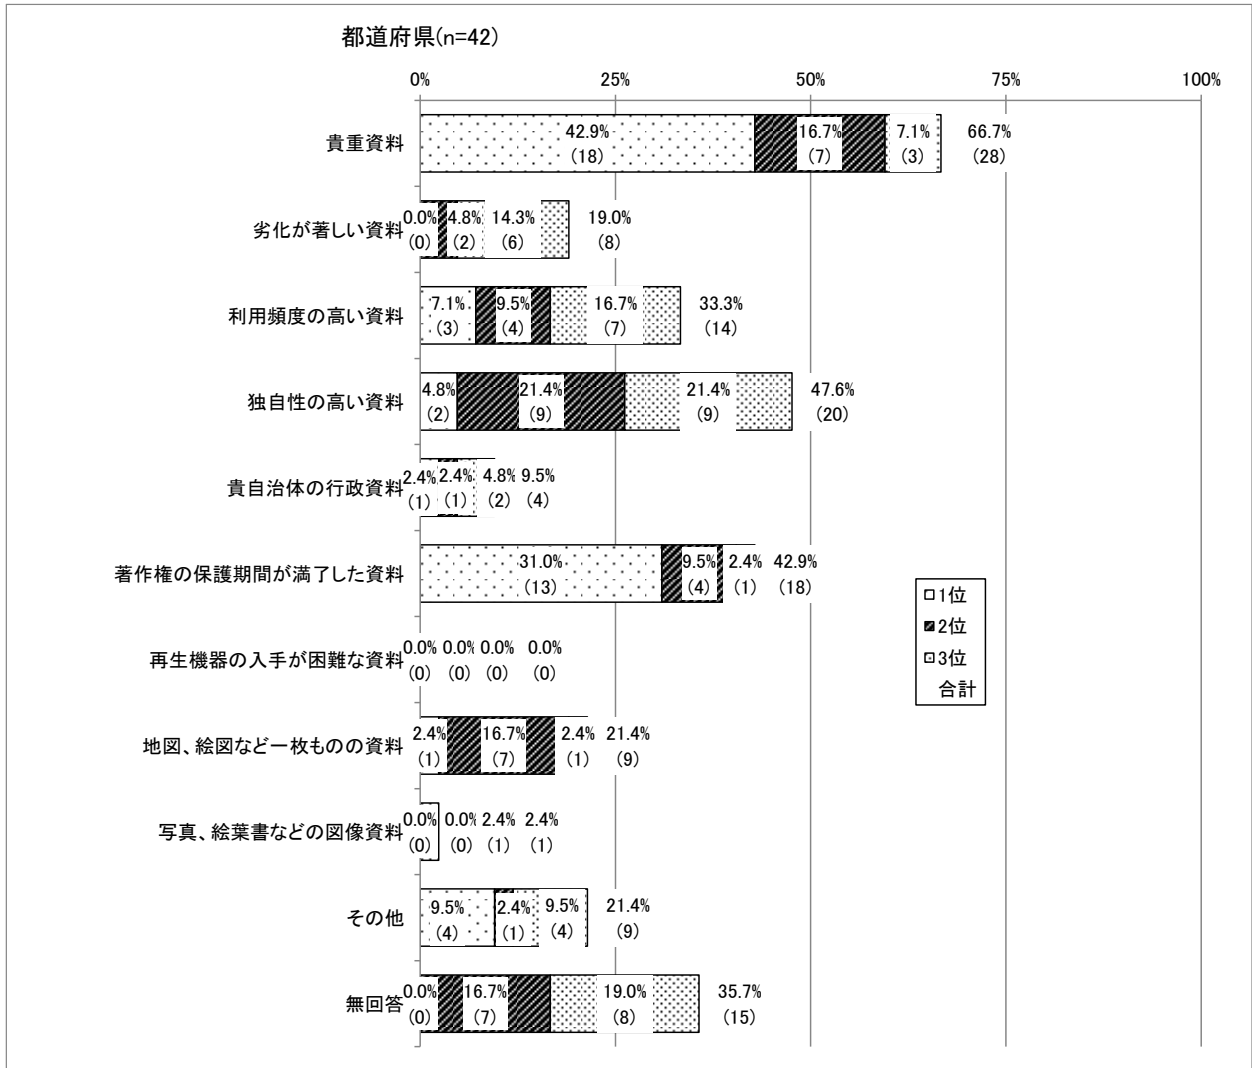 都道府県(n=42)
0% 25% 50% 75% 100%
貴重資料 42.9% 16.7% 7.1% 66.7%
(18) (7) (3) (28)
劣化が著しい資料 0.0% 4.8% 14.3% 19.0%
(0) (2) (6) (8)
利用頻度の高い資料 7.1% 9.5% 16.7% 33.3%
(3) (4) (7) (14)
独自性の高い資料 4.8% 21.4% 21.4% 47.6%
(2) (9) (9) (20)
貴自治体の行政資料 2.4% 2.4% 4.8% 9.5%
(1) (1) (2) (4)
著作権の保護期間が満了した資料 31.0% 9.5% 2.4% 42.9%
(13) (4) (1) (18)
再生機器の入手が困難な資料 0.0% 0.0% 0.0% 0.0%
(0) (0) (0) (0)
地図、絵図など一枚ものの資料 2.4% 16.7% 2.4% 21.4%
(1) (7) (1) (9)
写真、絵葉書などの図像資料 0.0% 0.0% 2.4% 2.4%
(0) (0) (1) (1)
その他 9.5% 2.4% 9.5% 21.4%
(4) (1) (4) (9)
無回答 0.0% 16.7% 19.0% 35.7%
(0) (7) (8) (15)
1位
2位
3位
合計